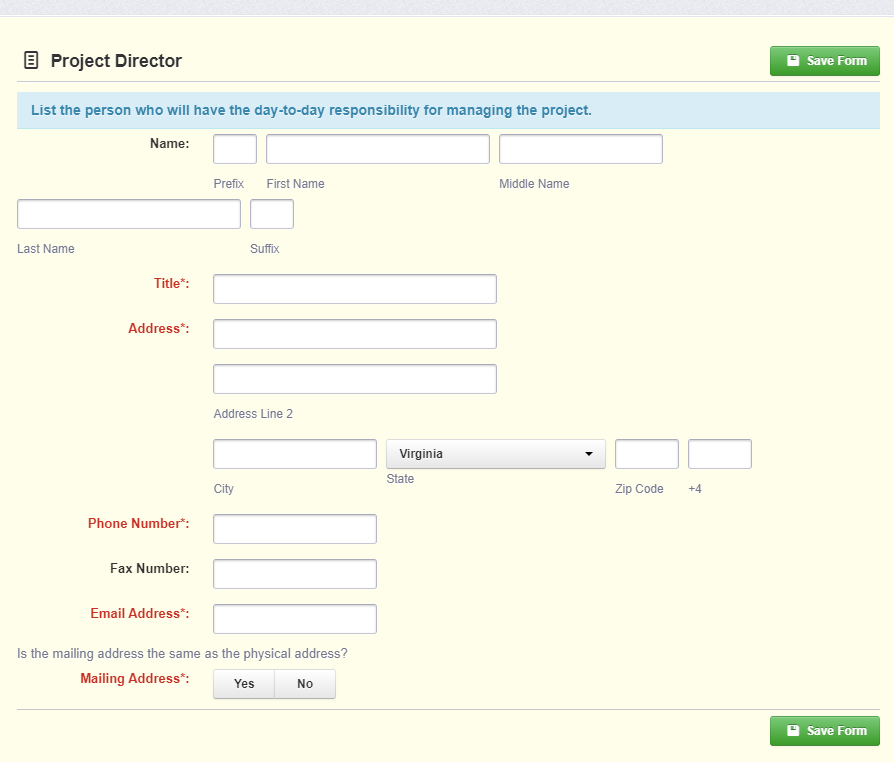 Project Director
Save Form
List the person who will have the day-to-day responsibility for managing the project.
Name:
Prefix First Name Middle Name
Last Name Suffix
Title*:
Address*:
Address Line 2
Virginia
City State Zip Code +4
Phone Number*:
Fax Number:
Email Address*:
Is the mailing address the same as the physical address?
Mailing Address*: Yes No
Save Form